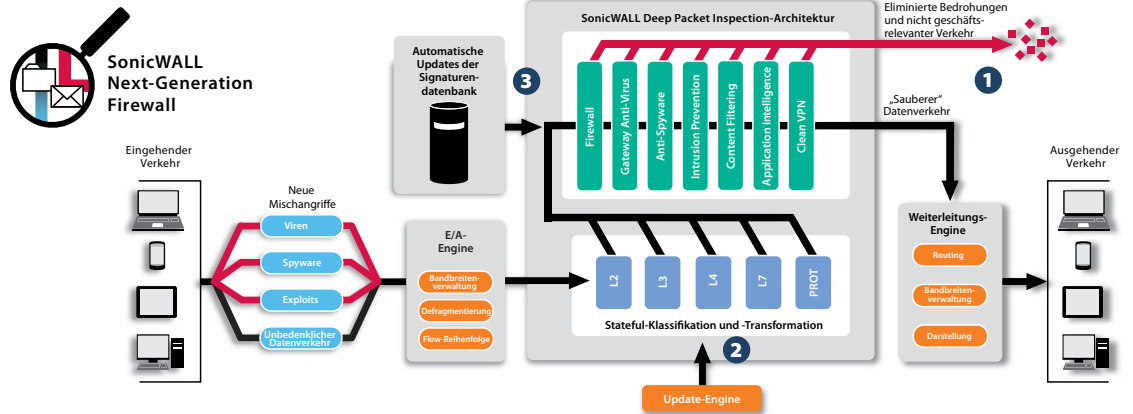 SonicWALL
Next-Generation
Firewall
SonicWALL Deep Packet Inspection-Architektur
Eliminierte Bedrohungen
und nicht geschäfts-
relevanter Verkehr
1
Automatische
Updates der
Signaturen-
datenbank
3
Firewall
Gateway Anti-Virus
Anti-Spyware
Intrusion Prevention
Content Filtering
Application Intelligence
Clean VPN
„Sauberer"
Datenverkehr
Eingehender
Verkehr
Neue
Mischangriffe
Viren
Spyware
Exploits
Unbedenklicher
Datenverkehr
E/A-
Engine
Bandbreiten-
verwaltung
Defragmentierung
Flow-Reihenfolge
L2
L3
L4
L7
PROT
Stateful-Klassifikation und -Transformation
2
Update-Engine
Weiterleitungs-
Engine
Routing
Bandbreiten-
verwaltung
Darstellung
Ausgehender
Verkehr